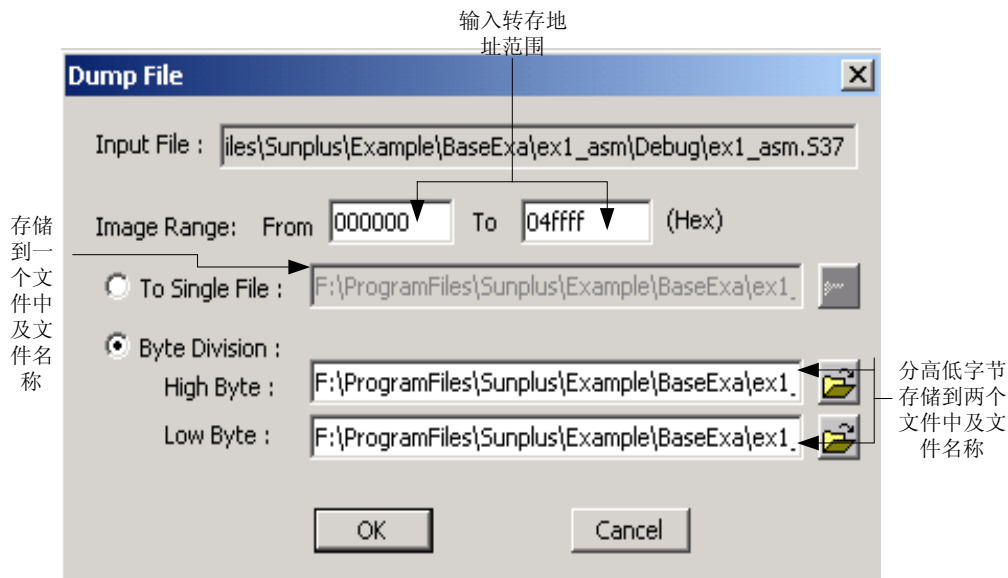 输入转存地
址范围
Dump File
Input File : iles\Sunplus\Example\BaseExa\ex1_asm\Debug\ex1_asm.S37
Image Range: From 000000 To 04ffff (Hex)
存储
到一
个文
件中
及文
件名
称
To Single File : F:\ProgramFiles\Sunplus\Example\BaseExa\ex1_
Byte Division :
High Byte : F:\ProgramFiles\Sunplus\Example\BaseExa\ex1_
Low Byte : F:\ProgramFiles\Sunplus\Example\BaseExa\ex1_
分高低字节
存储到两个
文件中及文
件名称
OK Cancel